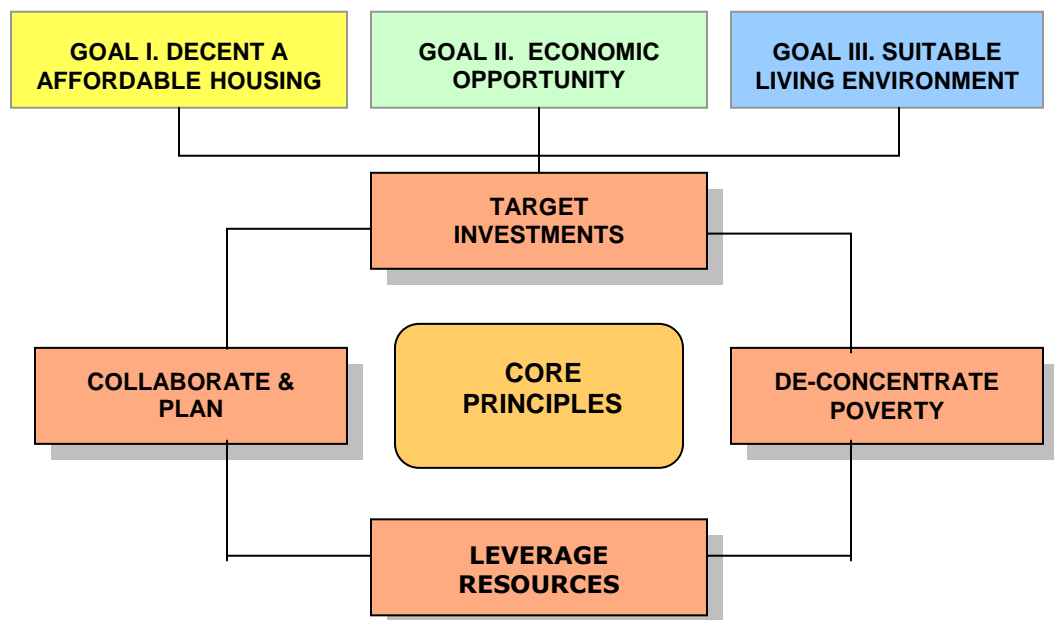 GOAL I. DECENT A
AFFORDABLE HOUSING
GOAL II.  ECONOMIC
OPPORTUNITY
GOAL III. SUITABLE
LIVING ENVIRONMENT
TARGET
INVESTMENTS
COLLABORATE &
PLAN
CORE
PRINCIPLES
DE-CONCENTRATE
POVERTY
LEVERAGE
RESOURCES